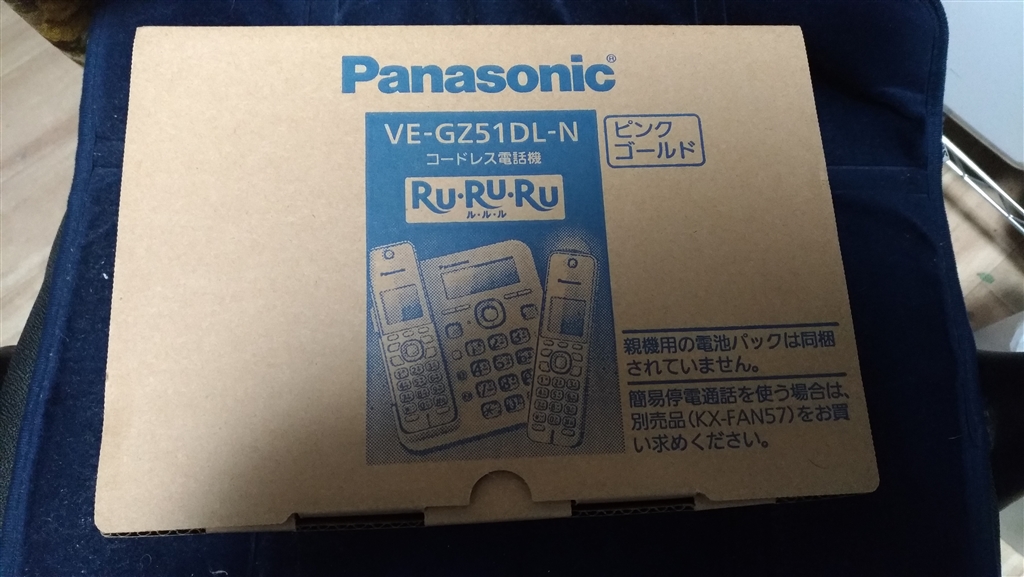 Panasonic®
VE-GZ51DL-N
コードレス電話機
RU・RU・RU
ル・ル・ル
ピンク
ゴールド
Panasonic
親機用の電池パックは同梱
されていません。
簡易停電通話を使う場合は、
別売品(KX-FAN57)をお買
い求めください。